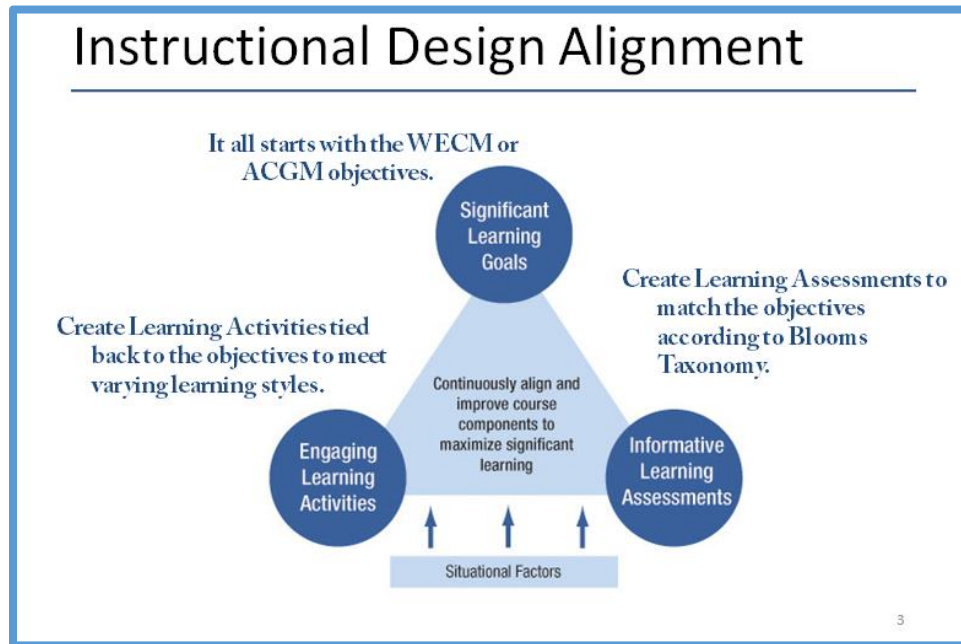 Instructional Design Alignment
It all starts with the WECM or
ACGM objectives.
Significant
Learning
Goals
Create Learning Assessments to
match the objectives
according to Blooms
Taxonomy.
Create Learning Activities tied
back to the objectives to meet
varying learning styles.
Continuously align and
improve course
components to
maximize significant
learning
Engaging
Learning
Activities
Informative
Learning
Assessments
Situational Factors
3